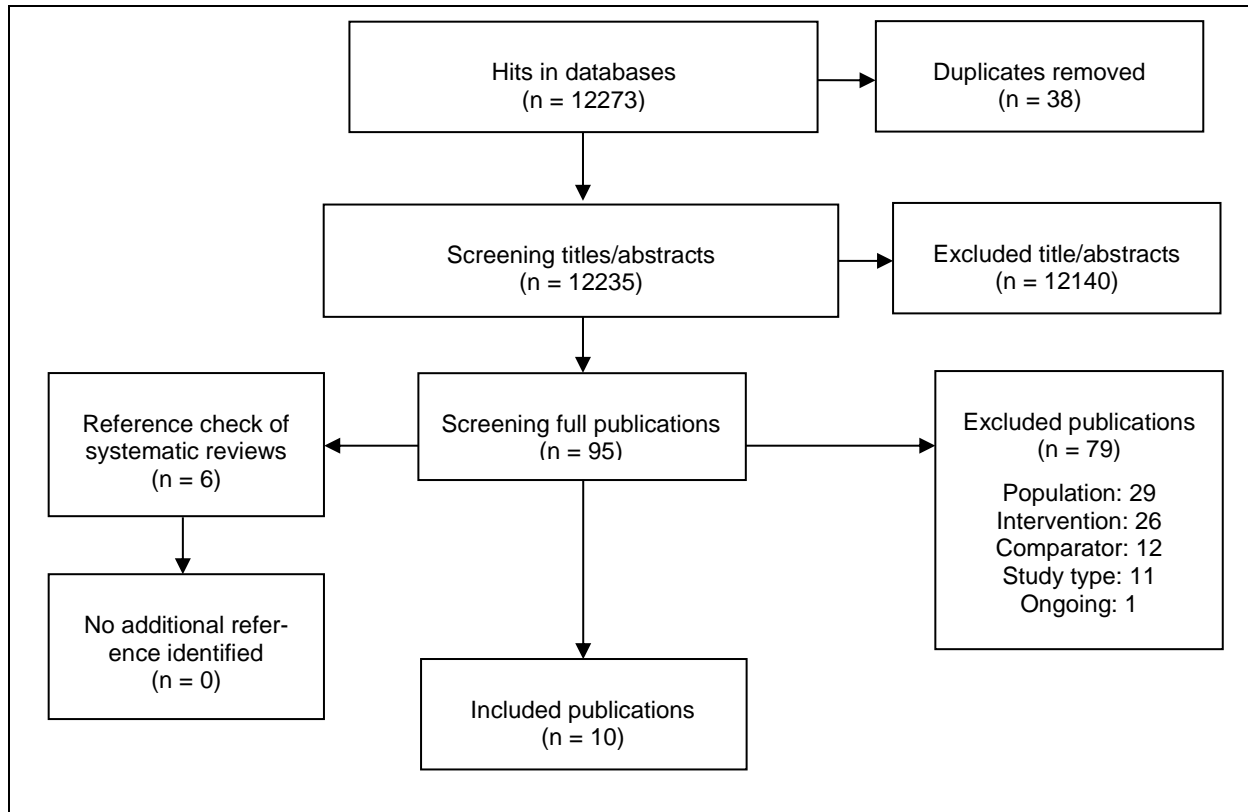 Hits in databases
(n = 12273)
Duplicates removed
(n = 38)
Screening titles/abstracts
(n = 12235)
Excluded title/abstracts
(n = 12140)
Reference check of
systematic reviews
(n = 6)
Screening full publications
(n = 95)
Excluded publications
(n = 79)
Population: 29
Intervention: 26
Comparator: 12
Study type: 11
Ongoing: 1
No additional refer-
ence identified
(n = 0)
Included publications
(n = 10)